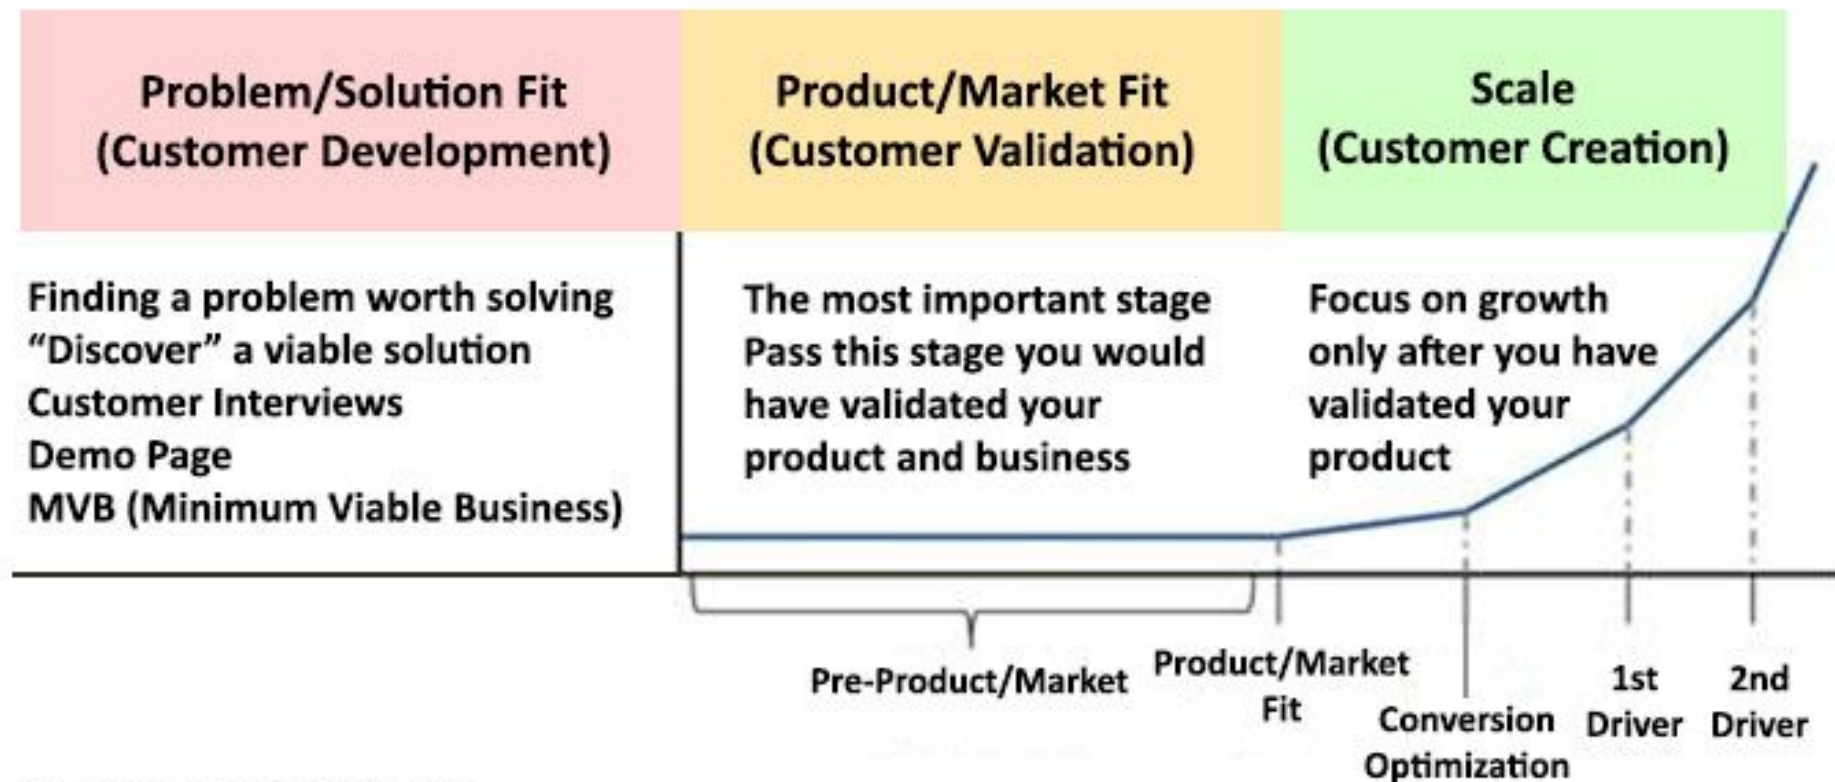 Problem/Solution Fit
(Customer Development)
Product/Market Fit
(Customer Validation)
Scale
(Customer Creation)
Finding a problem worth solving
“Discover” a viable solution
Customer Interviews
Demo Page
MVB (Minimum Viable Business)
The most important stage
Pass this stage you would
have validated your
product and business
Focus on growth
only after you have
validated your
product
Pre-Product/Market
Product/Market
Fit
Conversion
Optimization
1st
Driver
2nd
Driver